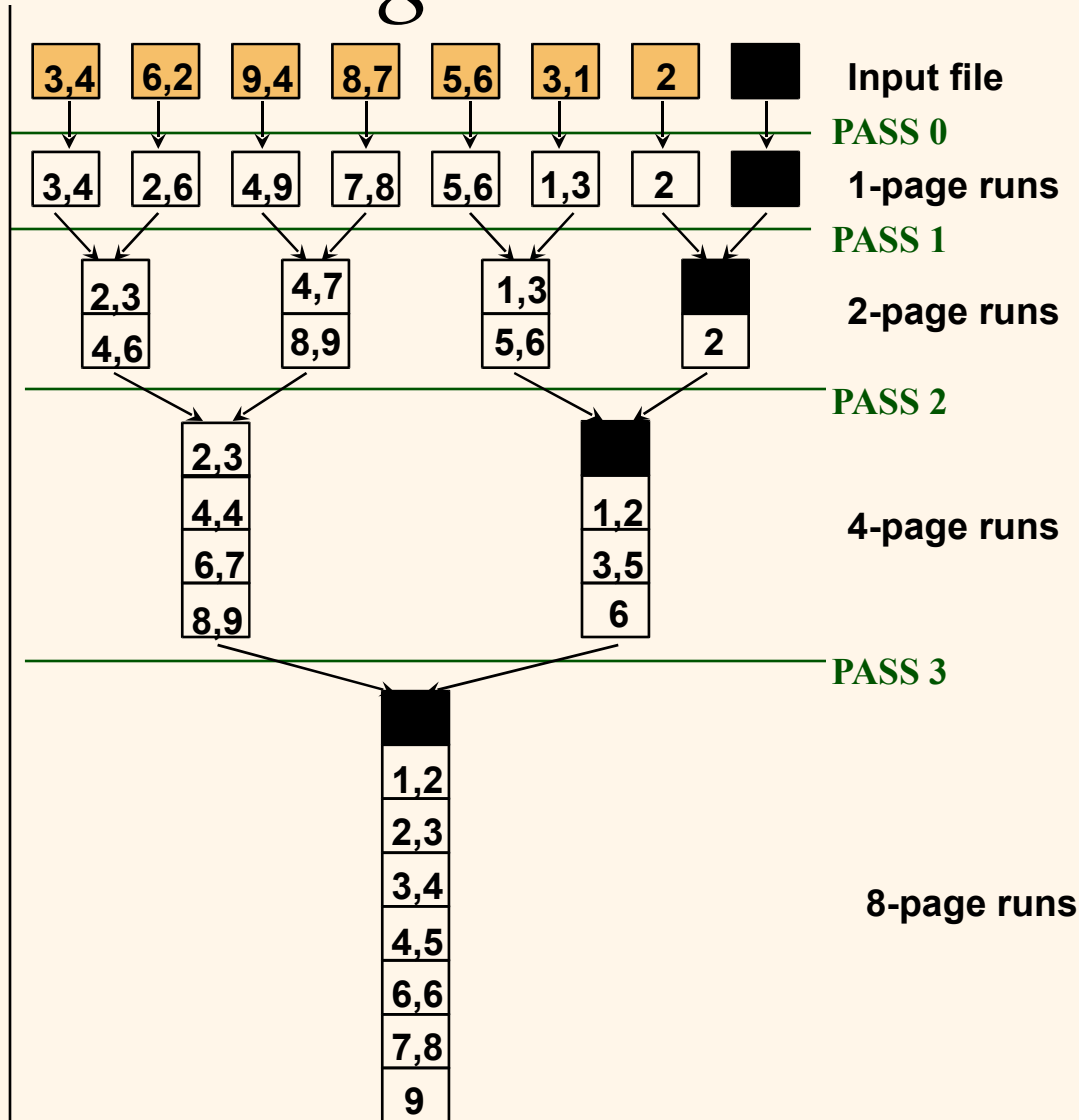 3,4 6,2 9,4 8,7 5,6 3,1 2 Input file
PASS 0
3,4 2,6 4,9 7,8 5,6 1,3 2 1-page runs
PASS 1
2,3 4,7 1,3
2-page runs
4,6 8,9 5,6 2
PASS 2
2,3
4,4 1,2
4-page runs
6,7 3,5
8,9 6
PASS 3
1,2
2,3
3,4
8-page runs
4,5
6,6
7,8
9